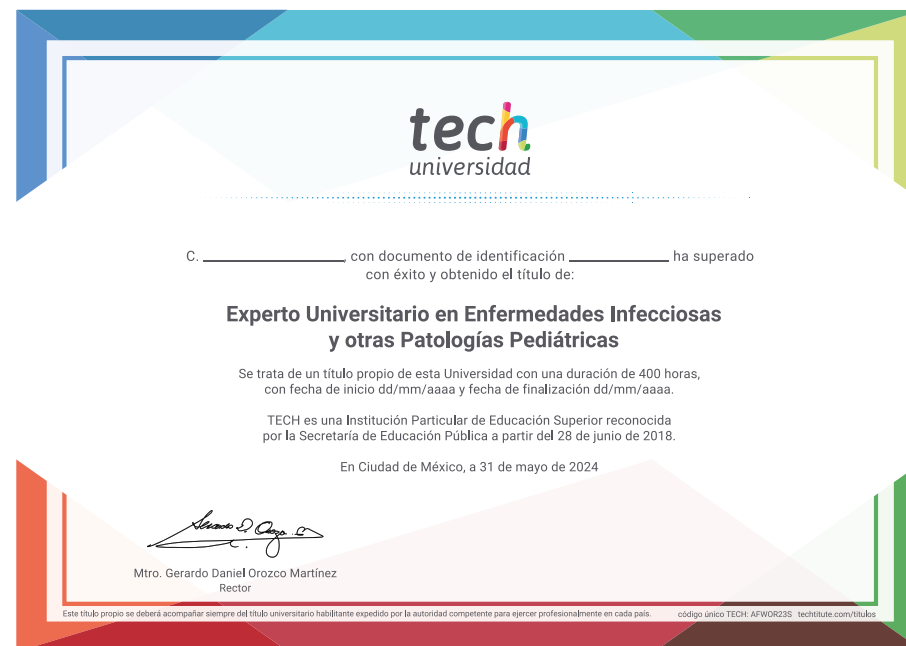 tech
universidad
C. ____________, con documento de identificación ____________ ha superado
con éxito y obtenido el título de:
Experto Universitario en Enfermedades Infecciosas
y otras Patologías Pediátricas
Se trata de un título propio de esta Universidad con una duración de 400 horas,
con fecha de inicio dd/mm/aaaa y fecha de finalización dd/mm/aaaa.
TECH es una Institución Particular de Educación Superior reconocida
por la Secretaría de Educación Pública a partir del 28 de junio de 2018.
En Ciudad de México, a 31 de mayo de 2024
Mtro. Gerardo Daniel Orozco Martínez
Rector
Este título propio se deberá acompañar siempre del título universitario habilitante expedido por la autoridad competente para ejercer profesionalmente en cada país. código único TECH: AFWOR23S techtitute.com/titulos